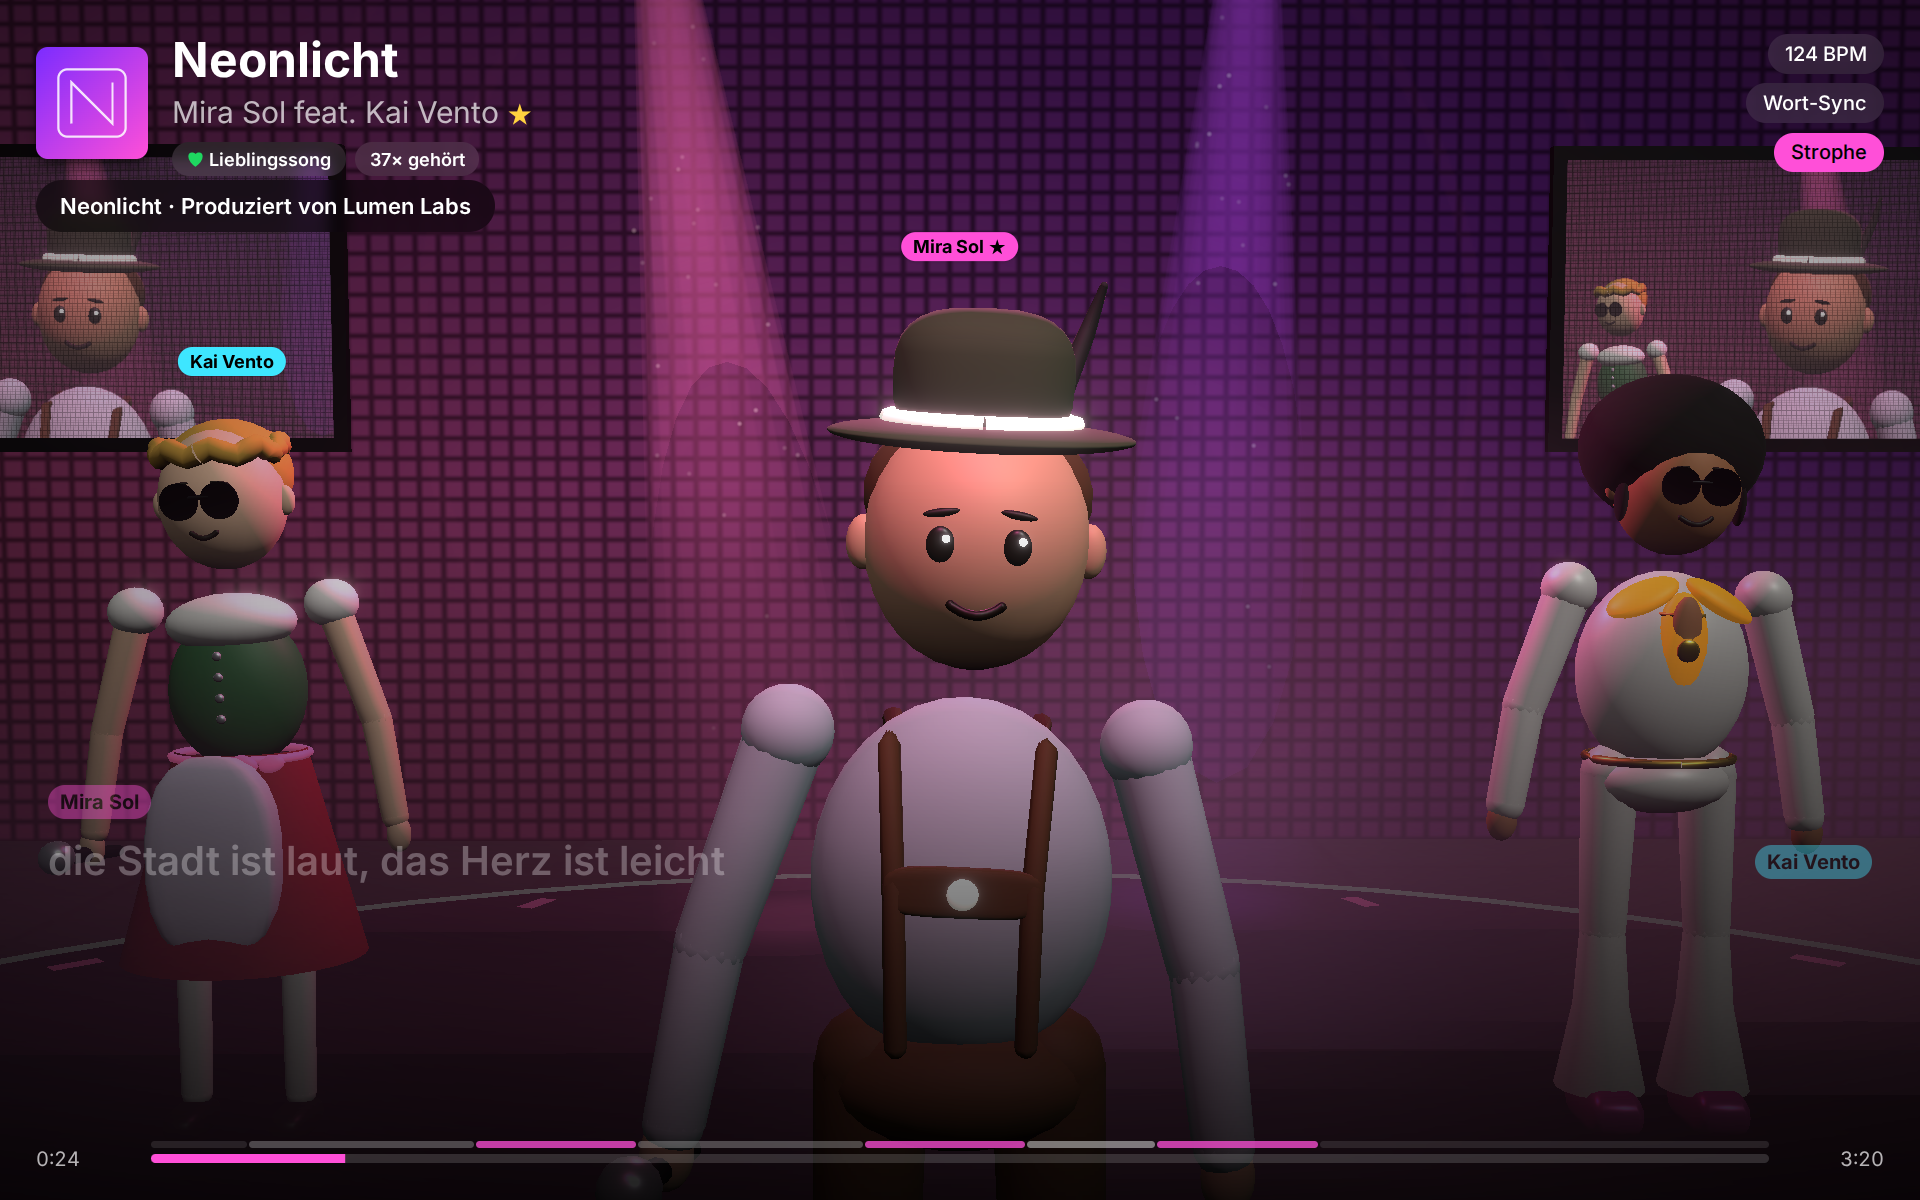 Neonlicht
Mira Sol feat. Kai Vento ★
Lieblingssong
37× gehört
Neonlicht · Produziert von Lumen Labs
124 BPM
Wort-Sync
Strophe
Mira Sol ★
Kai Vento
Mira Sol
die Stadt ist laut, das Herz ist leicht
Kai Vento
0:24
3:20
N